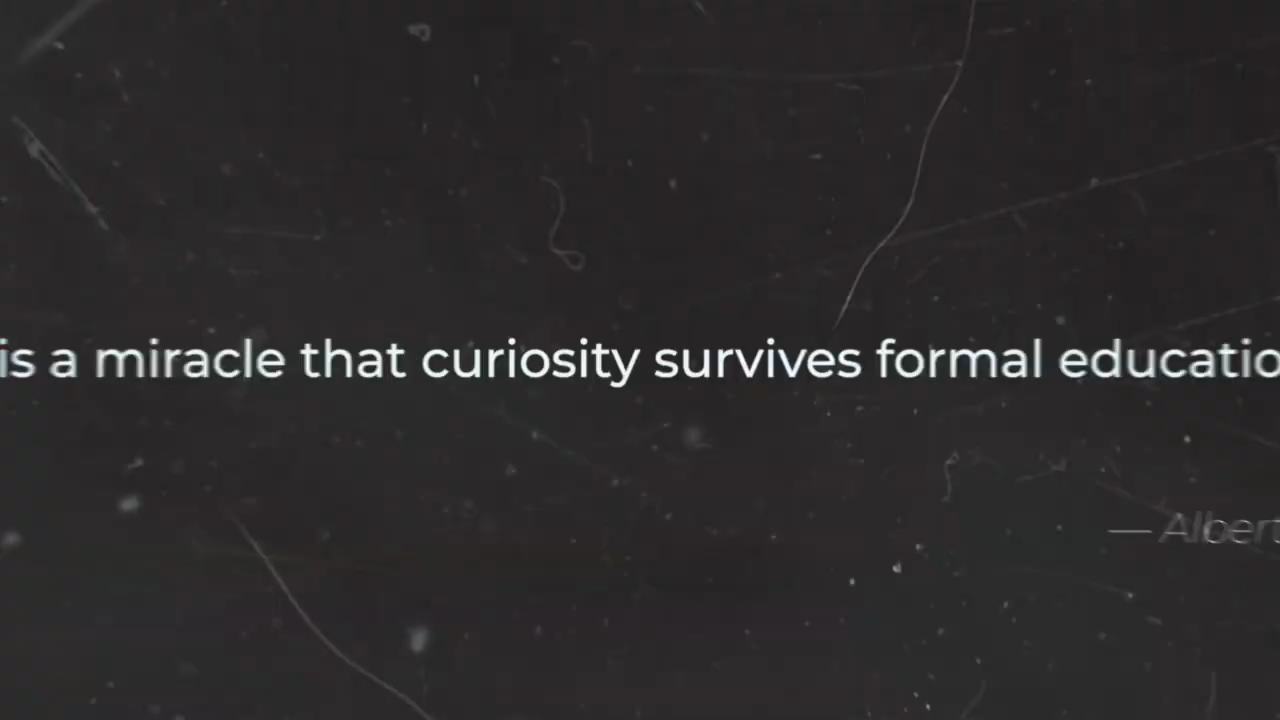 is a miracle that curiosity survives formal educatio
— Albert